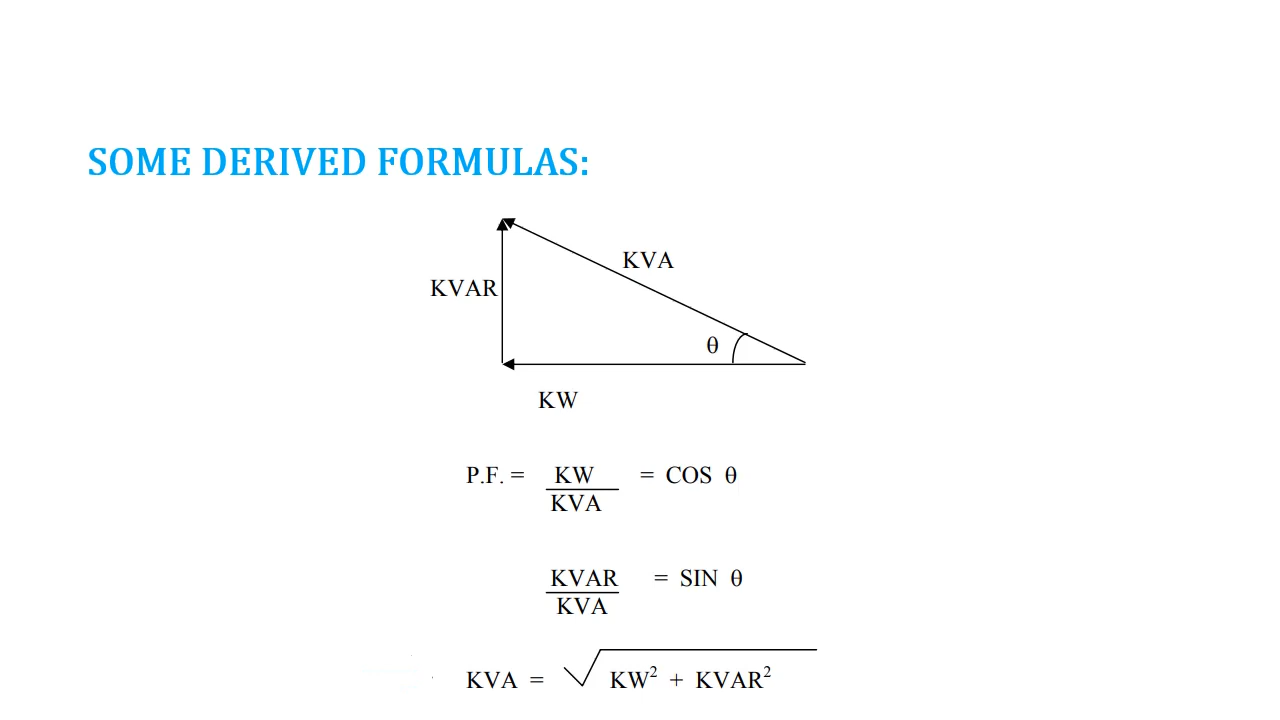 SOME DERIVED FORMULAS:
KVA
KVAR
θ
KW
P.F. = KW = COS θ
KVA
KVAR = SIN θ
KVA
KVA = √ KW² + KVAR²